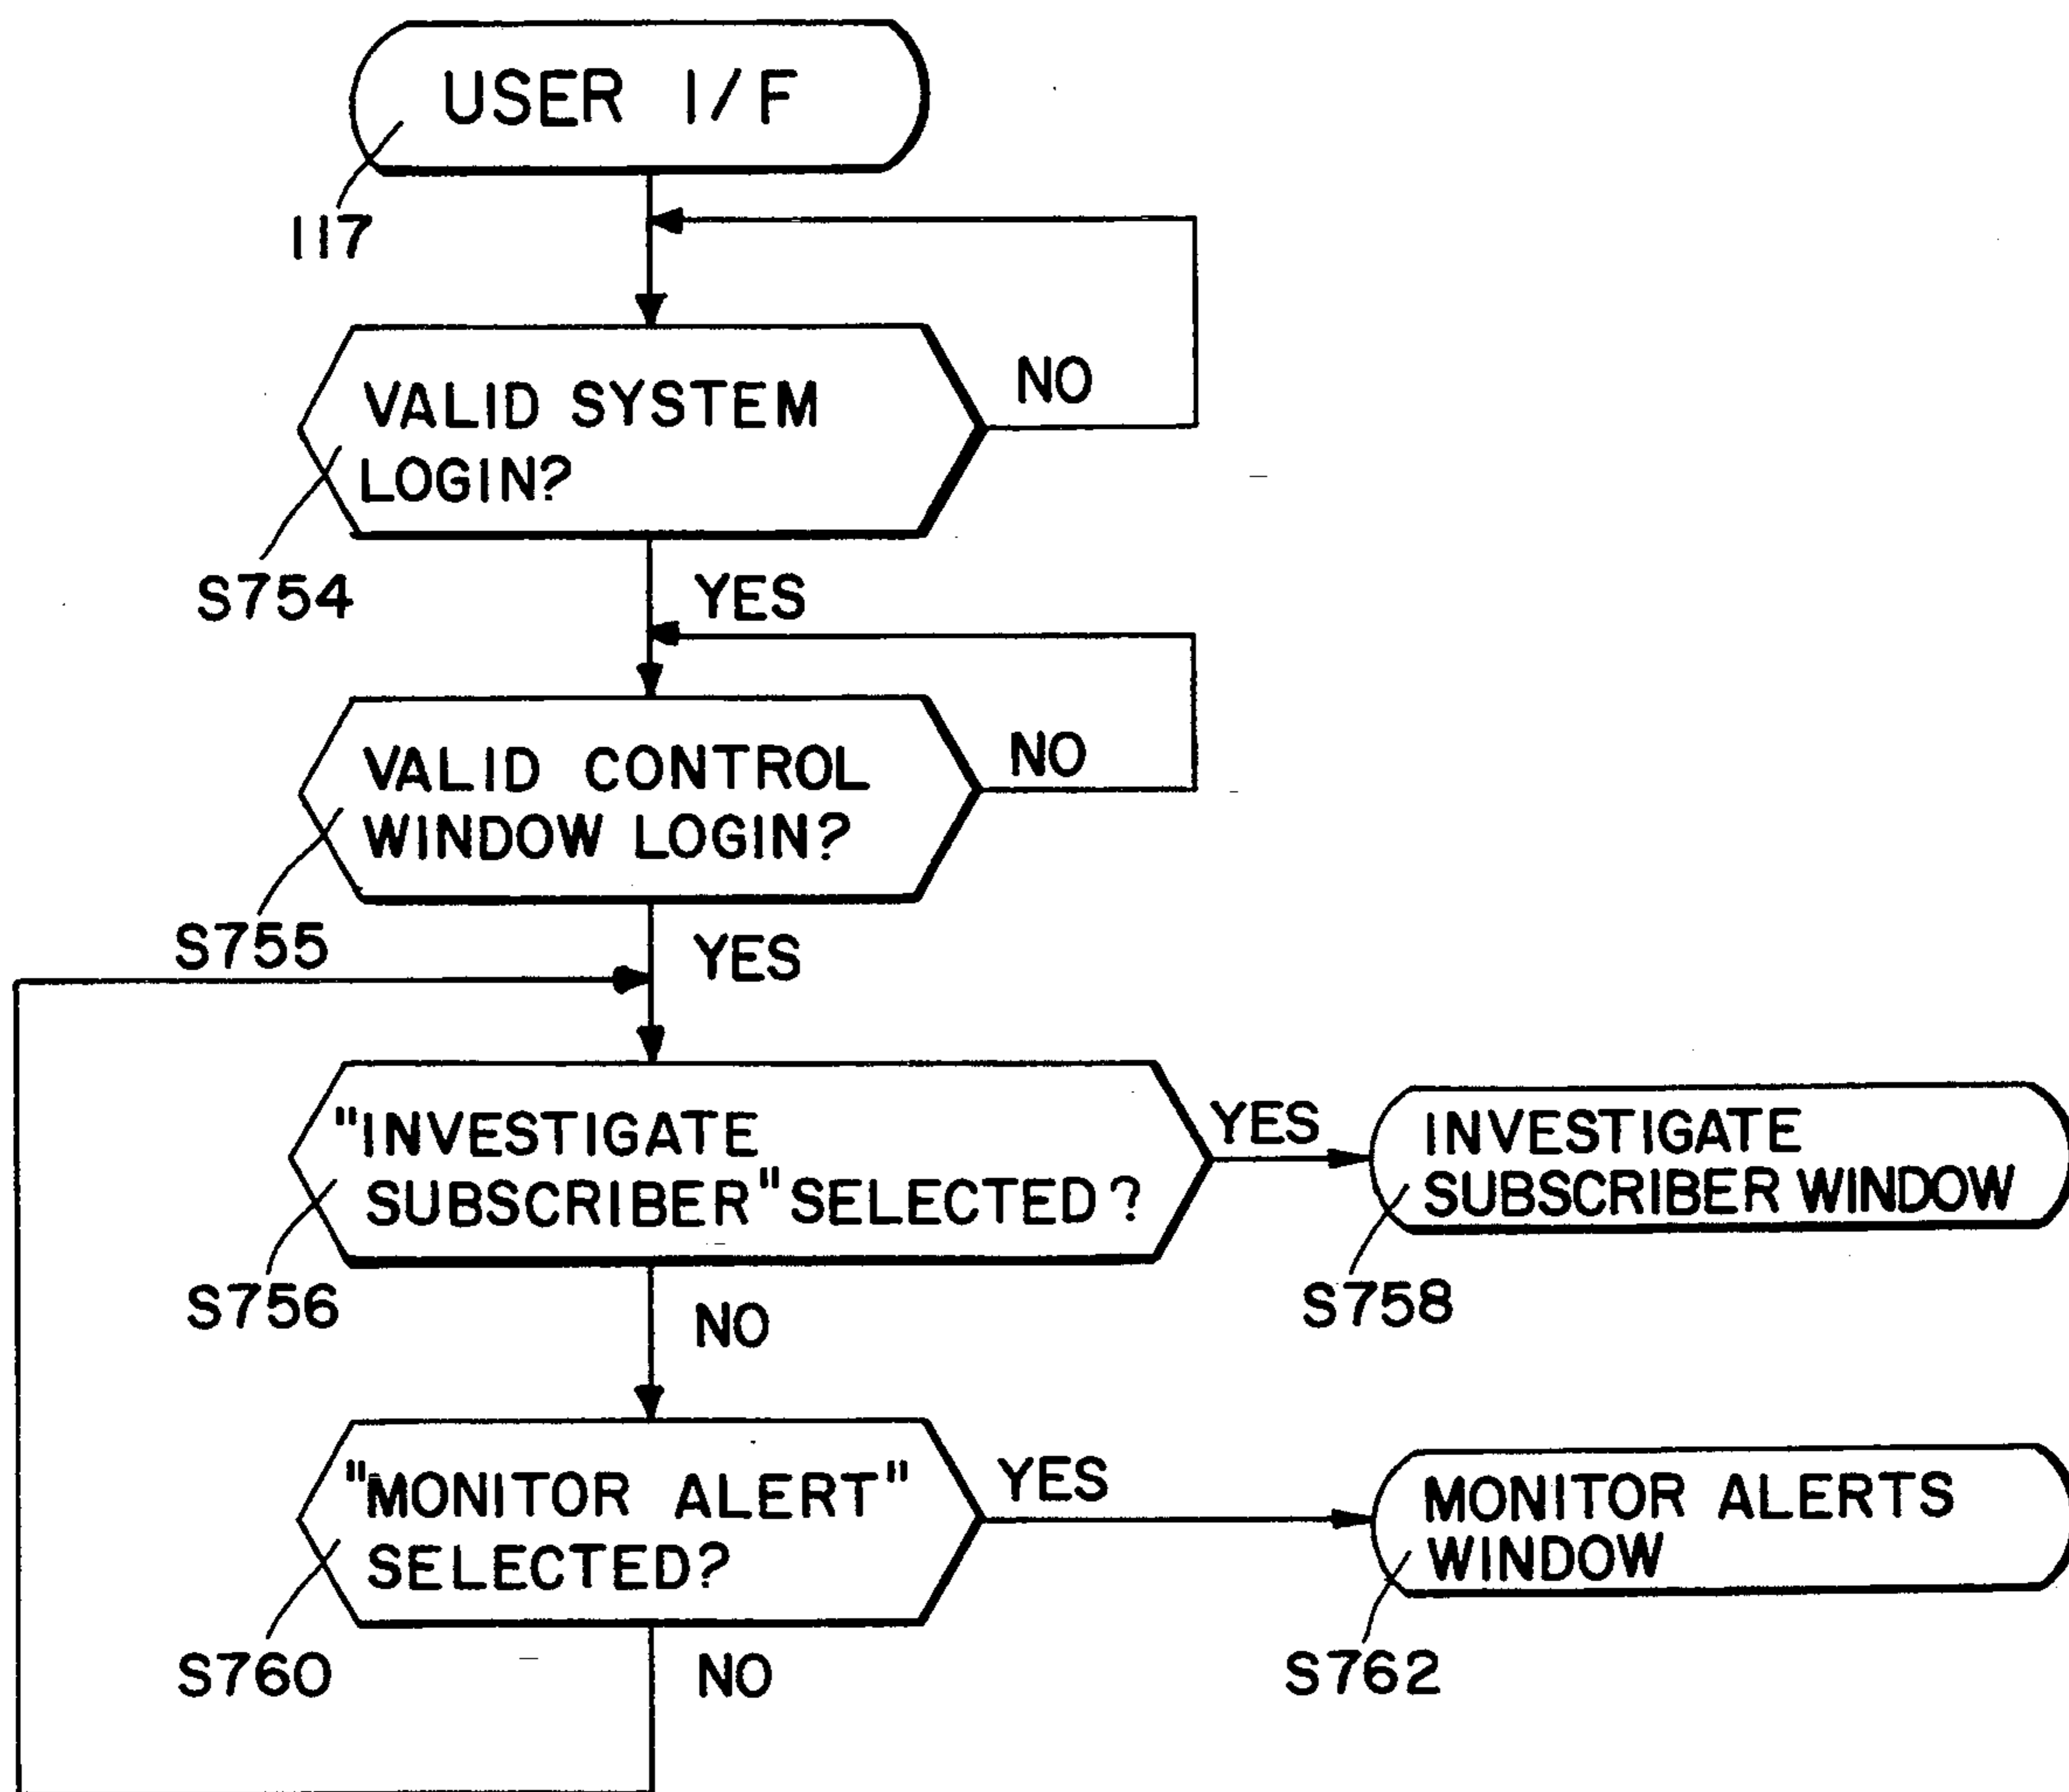 USER I/F
117
VALID SYSTEM
LOGIN?
NO
S754
YES
VALID CONTROL
WINDOW LOGIN?
NO
S755
YES
"INVESTIGATE
SUBSCRIBER" SELECTED?
YES
INVESTIGATE
SUBSCRIBER WINDOW
S756
S758
NO
"MONITOR ALERT"
SELECTED?
YES
MONITOR ALERTS
WINDOW
S760
S762
NO